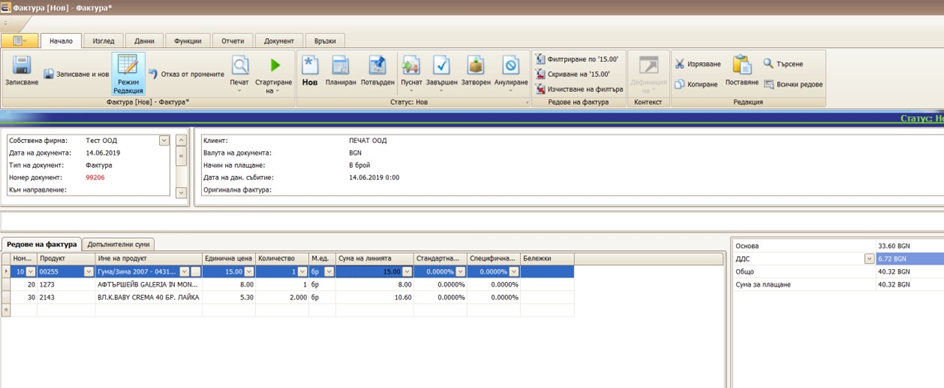 Фактура [Нов] - Фактура*
Начало Изглед Данни Функции Отчети Документ Връзки
Записване
Записване и нов
Режим Редакция
Отказ от промените
Печат
Стартиране на
Нов
Планиран
Потвърден
Пуснат
Завършен
Затворен
Анулиране
Филтриране по '15.00'
Скриване на '15.00'
Изчистване на филтъра
Дефиниция на
Изрязване
Копиране
Поставяне
Търсене
Всички редове
Фактура [Нов] - Фактура* Статус: Нов Редове на фактура Контекст Редакция
Статус: Но
Собствена фирма: Тест ООД
Дата на документа: 14.06.2019
Тип на документ: Фактура
Номер документ: 99206
Към направление:
Клиент: ПЕЧАТ ООД
Валута на документа: BGN
Начин на плащане: В брой
Дата на дан. събитие: 14.06.2019 0:00
Оригинална фактура:
Редове на фактура Допълнителни суми
Ном... Продукт Име на продукт Единична цена Количество М.ед. Сума на линията Стандартна... Специфична... Бележки
10 00255 Гума/Зима 2007 - 0431... 15.00 1 бр 15.00 0.0000% 0.0000%
20 1273 АФТЪРШЕЙВ GALERIA IN MON... 8.00 1 бр 8.00 0.0000% 0.0000%
30 2143 ВЛ.К.BABY CREMA 40 БР. ЛАЙКА 5.30 2.000 бр 10.60 0.0000% 0.0000%
Основа 33.60 BGN
ДДС 6.72 BGN
Общо 40.32 BGN
Сума за плащане 40.32 BGN